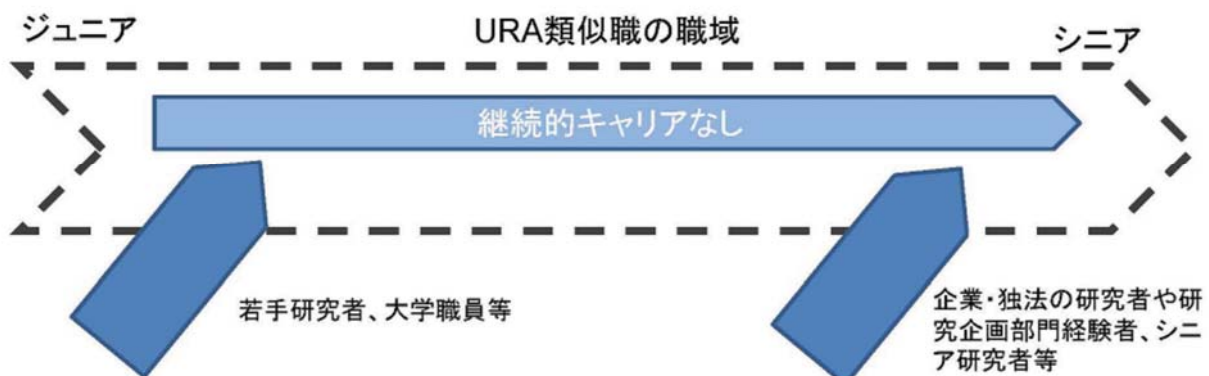 ジュニア
URA類似職の職域
シニア
継続的キャリアなし
若手研究者、大学職員等
企業・独法の研究者や研
究企画部門経験者、シニ
ア研究者等